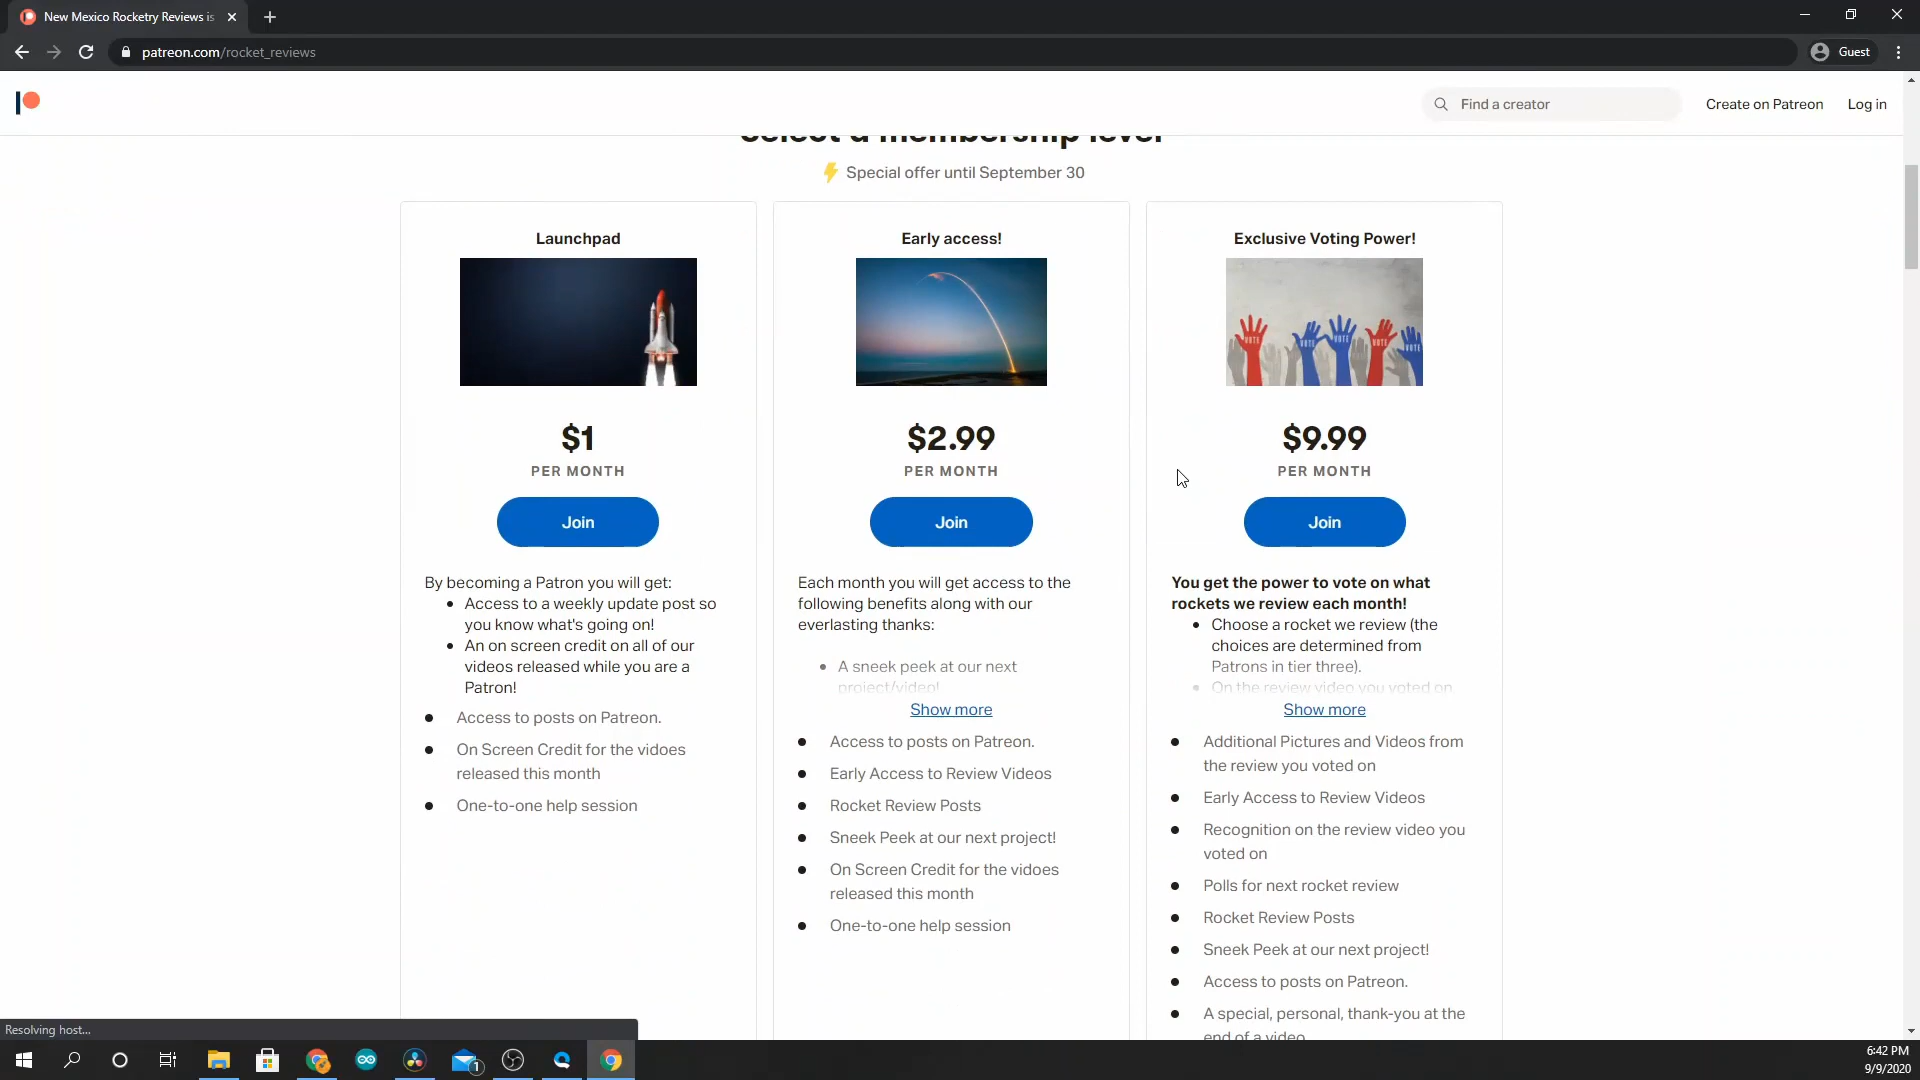 New Mexico Rocketry Reviews is
patreon.com/rocket_reviews
Guest
Find a creator
Create on Patreon
Log in
Select a membership level
Special offer until September 30
Launchpad
$1
PER MONTH
Join
By becoming a Patron you will get:
Access to a weekly update post so
you know what's going on!
An on screen credit on all of our
videos released while you are a
Patron!
Access to posts on Patreon.
On Screen Credit for the vidoes
released this month
One-to-one help session
Early access!
$2.99
PER MONTH
Join
Each month you will get access to the
following benefits along with our
everlasting thanks:
A sneek peek at our next
project/video!
Show more
Access to posts on Patreon.
Early Access to Review Videos
Rocket Review Posts
Sneek Peek at our next project!
On Screen Credit for the vidoes
released this month
One-to-one help session
Exclusive Voting Power!
VOTE
VOTE
VOTE
VOTE
VOTE
$9.99
PER MONTH
Join
You get the power to vote on what
rockets we review each month!
Choose a rocket we review (the
choices are determined from
Patrons in tier three).
On the review video you voted on
Show more
Additional Pictures and Videos from
the review you voted on
Early Access to Review Videos
Recognition on the review video you
voted on
Polls for next rocket review
Rocket Review Posts
Sneek Peek at our next project!
Access to posts on Patreon.
A special, personal, thank-you at the
end of a video
Resolving host...
1
6:42 PM
9/9/2020